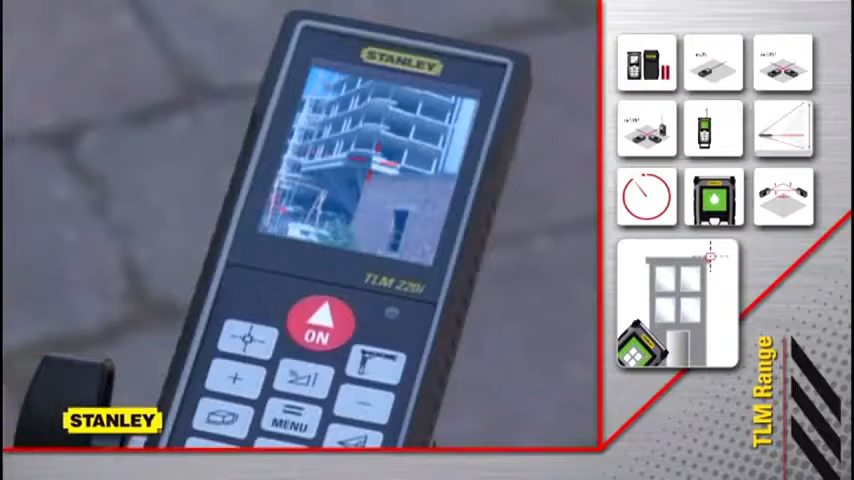 STANLEY
TLM 220i
ON
+
-
=
MENU
STANLEY
TLM Range